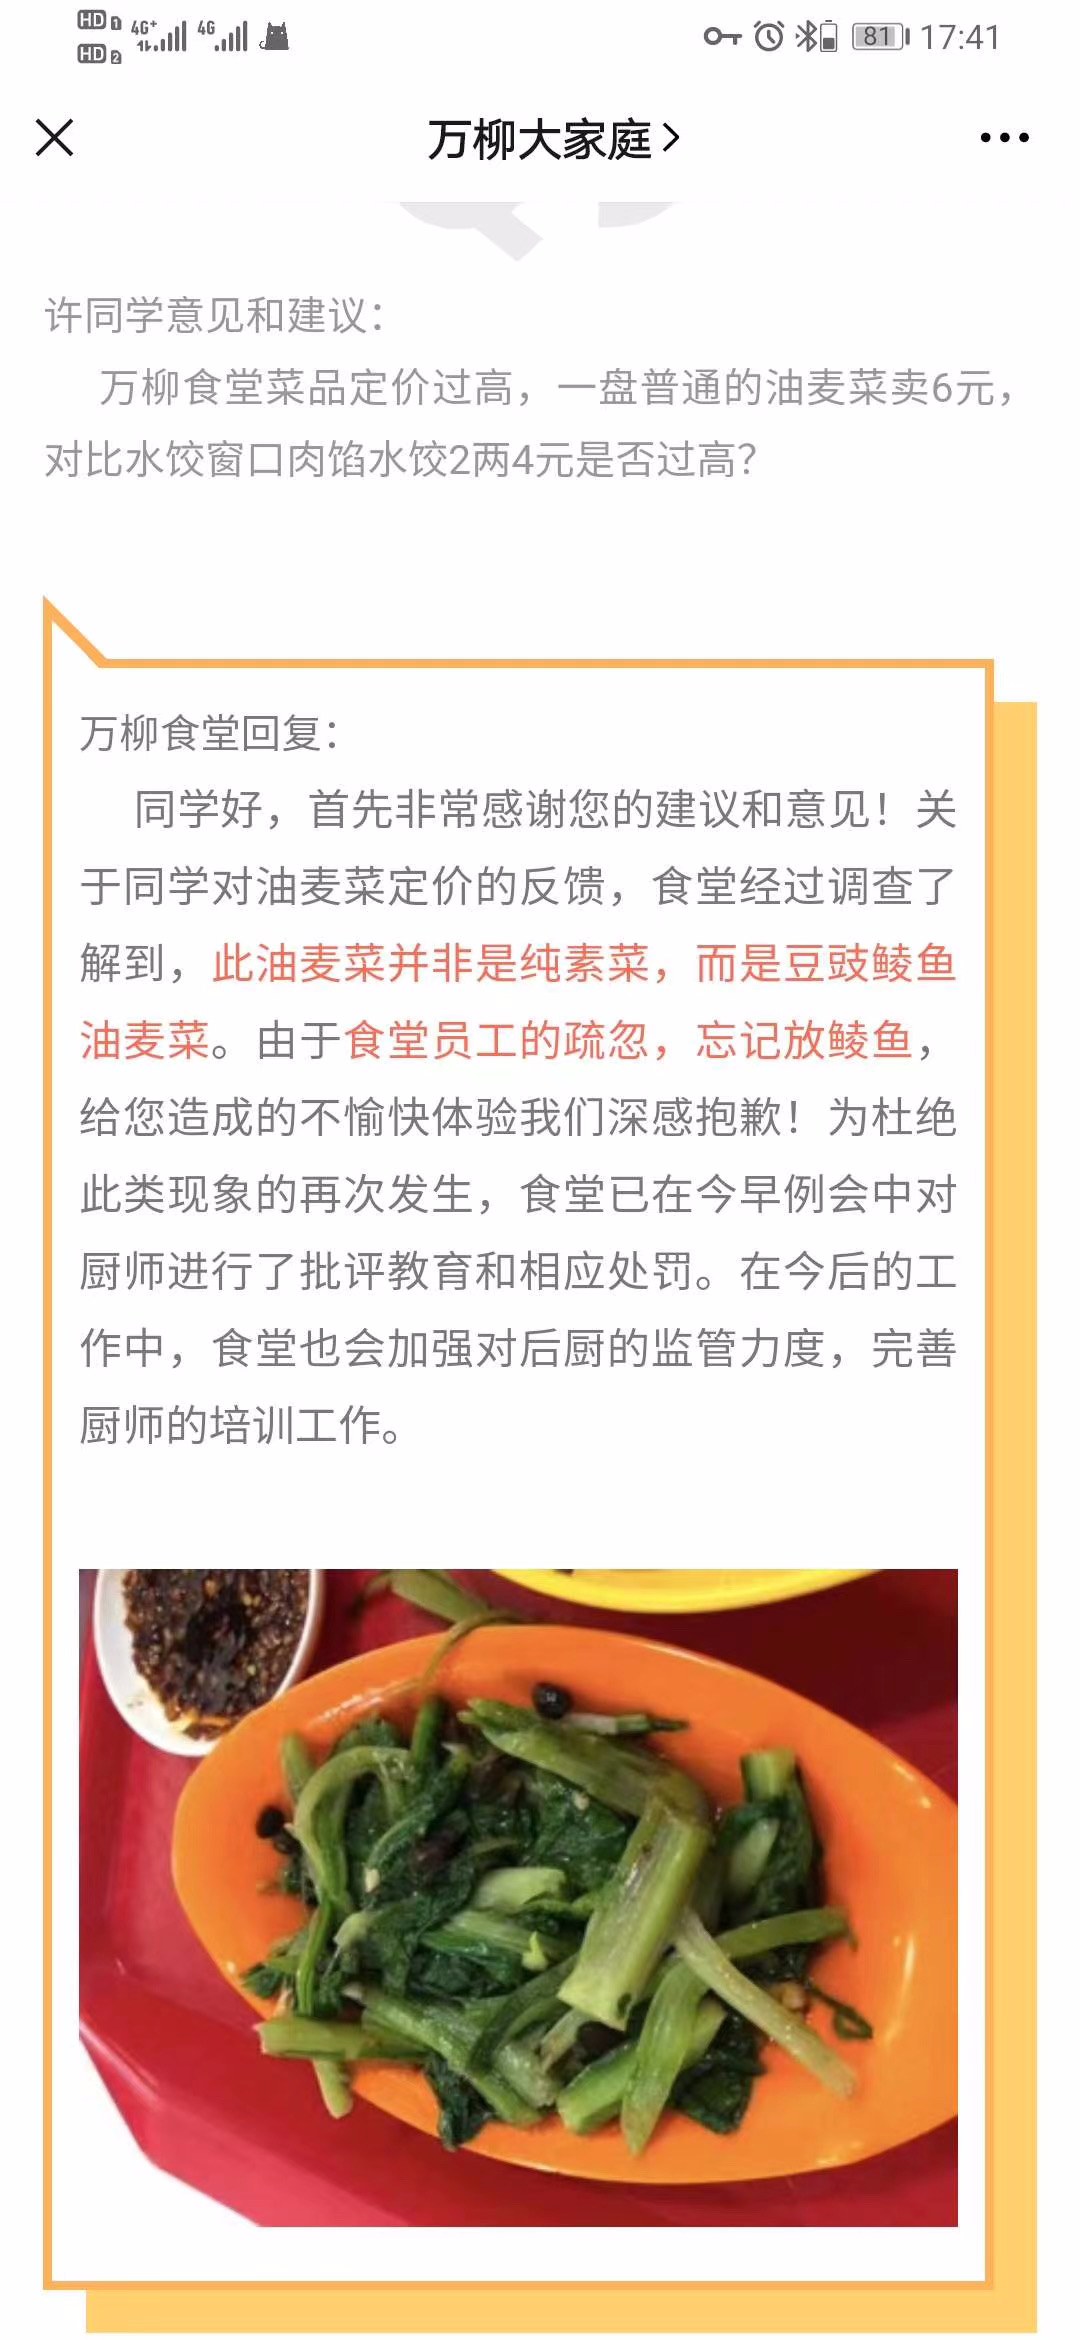 HD 1 4G+ 4G 81 17:41
HD 2
万柳大家庭
许同学意见和建议：
万柳食堂菜品定价过高，一盘普通的油麦菜卖6元，
对比水饺窗口肉馅水饺2两4元是否过高？
万柳食堂回复：
同学好，首先非常感谢您的建议和意见！关
于同学对油麦菜定价的反馈，食堂经过调查了
解到，此油麦菜并非是纯素菜，而是豆豉鲮鱼
油麦菜。由于食堂员工的疏忽，忘记放鲮鱼，
给您造成的不愉快体验我们深感抱歉！为杜绝
此类现象的再次发生，食堂已在今早例会中对
厨师进行了批评教育和相应处罚。在今后的工
作中，食堂也会加强对后厨的监管力度，完善
厨师的培训工作。